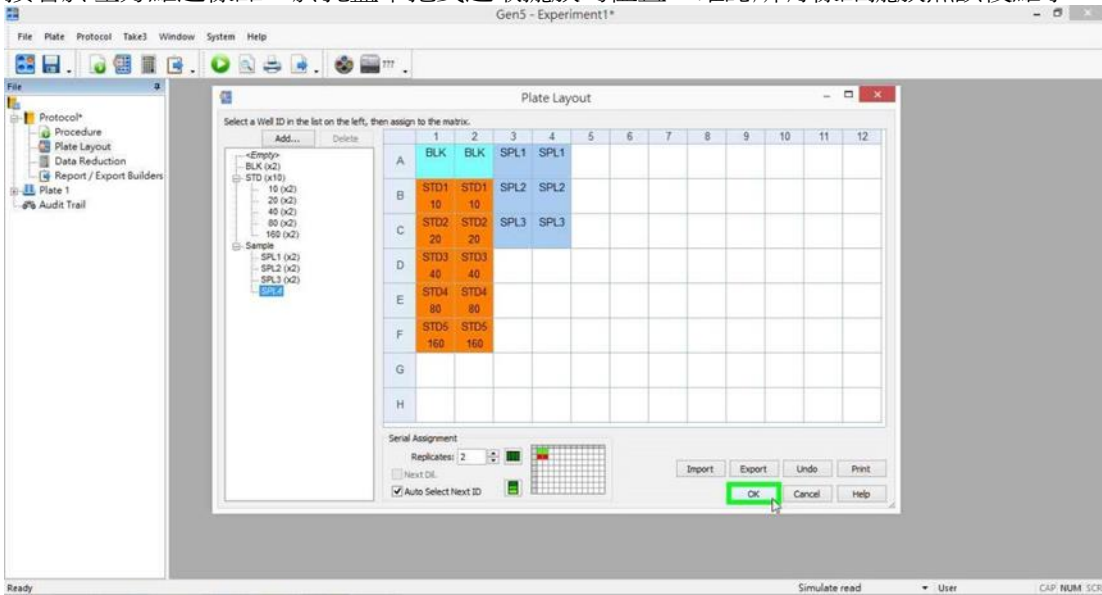 Gen5 - Experiment1*
File Plate Protocol Take3 Window System Help
???
File
Protocol*
Procedure
Plate Layout
Data Reduction
Report / Export Builders
Plate 1
Audit Trail
Plate Layout
Select a Well ID in the list on the left, then assign to the matrix.
Add... Delete
<Empty>
BLK (x2)
STD (x10)
10 (x2)
20 (x2)
40 (x2)
80 (x2)
160 (x2)
Sample
SPL1 (x2)
SPL2 (x2)
SPL3 (x2)
SPL4
1 2 3 4 5 6 7 8 9 10 11 12
A BLK BLK SPL1 SPL1
B STD1 STD1 SPL2 SPL2
10 10
C STD2 STD2 SPL3 SPL3
20 20
D STD3 STD3
40 40
E STD4 STD4
80 80
F STD5 STD5
160 160
G
H
Serial Assignment
Replicates: 2
Next Dil.
Auto Select Next ID
Import Export Undo Print
OK Cancel Help
Ready Simulate read User CAP NUM SCR